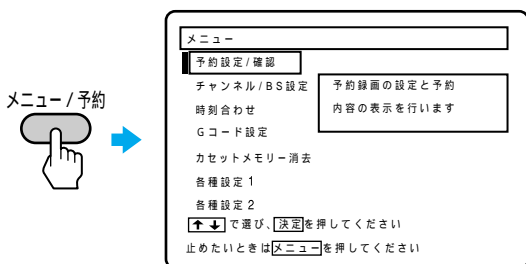 メニュー/予約
メニュー
予約設定/確認
チャンネル/BS設定
時刻合わせ
Gコード設定
カセットメモリー消去
各種設定1
各種設定2
予約録画の設定と予約
内容の表示を行います
↑↓で選び、決定を押してください
止めたいときはメニューを押してください